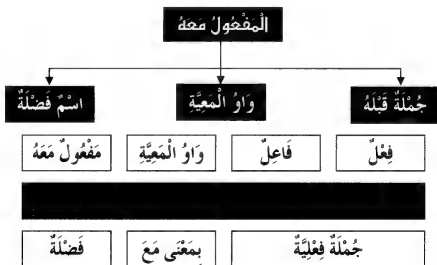 الْمَفْعُولُ مَعَهُ
جُمْلَةٌ قَبْلَهُ وَاوُ الْمَعِيَّةِ اسْمٌ فَضْلَةٌ
فِعْلٌ فَاعِلٌ وَاوُ الْمَعِيَّةِ مَفْعُولٌ مَعَهُ
جُمْلَةٌ فِعْلِيَّةٌ بِمَعْنَى مَعَ فَضْلَةٌ